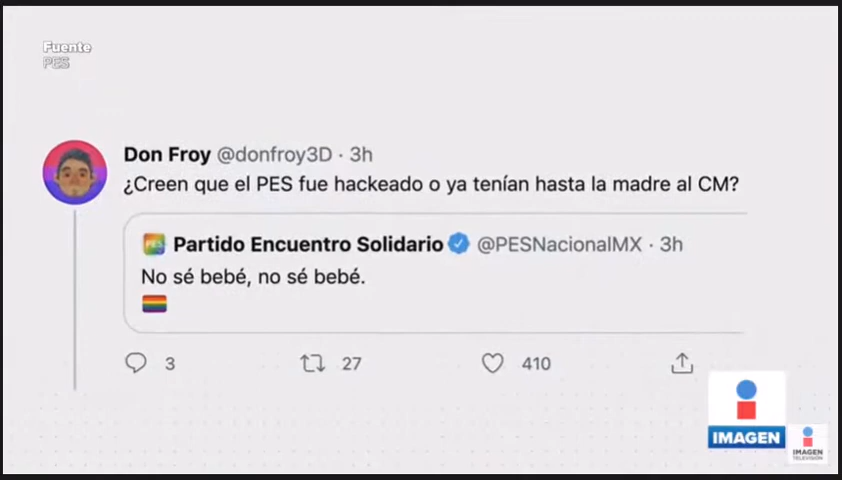 Fuente
PES
Don Froy @donfroy3D · 3h
¿Creen que el PES fue hackeado o ya tenían hasta la madre al CM?
PES Partido Encuentro Solidario @PESNacionalMX · 3h
No sé bebé, no sé bebé.
🏳️‍🌈
3 27 410
IMAGEN
IMAGEN
TELEVISIÓN